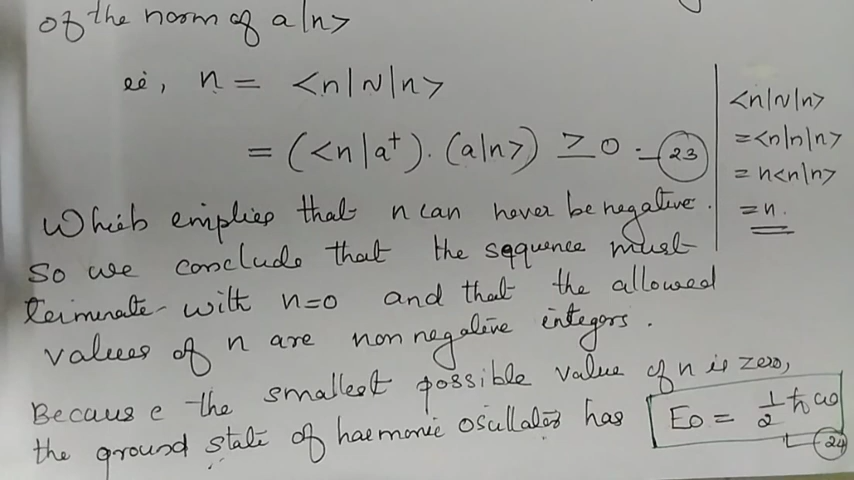 of the norm of a|n>
ie, n = <n|N|n>
= (<n|a†).(a|n>) ≥ 0 - (23)
<n|N|n>
= <n|n|n>
= n<n|n>
= n.
Which implies that n can never be negative.
So we conclude that the sequence must
terminate with n=0 and that the allowed
values of n are non negative integers.
Because the smallest possible value of n is zero,
the ground state of harmonic oscillator has E0 = 1/2 ħω
(24)